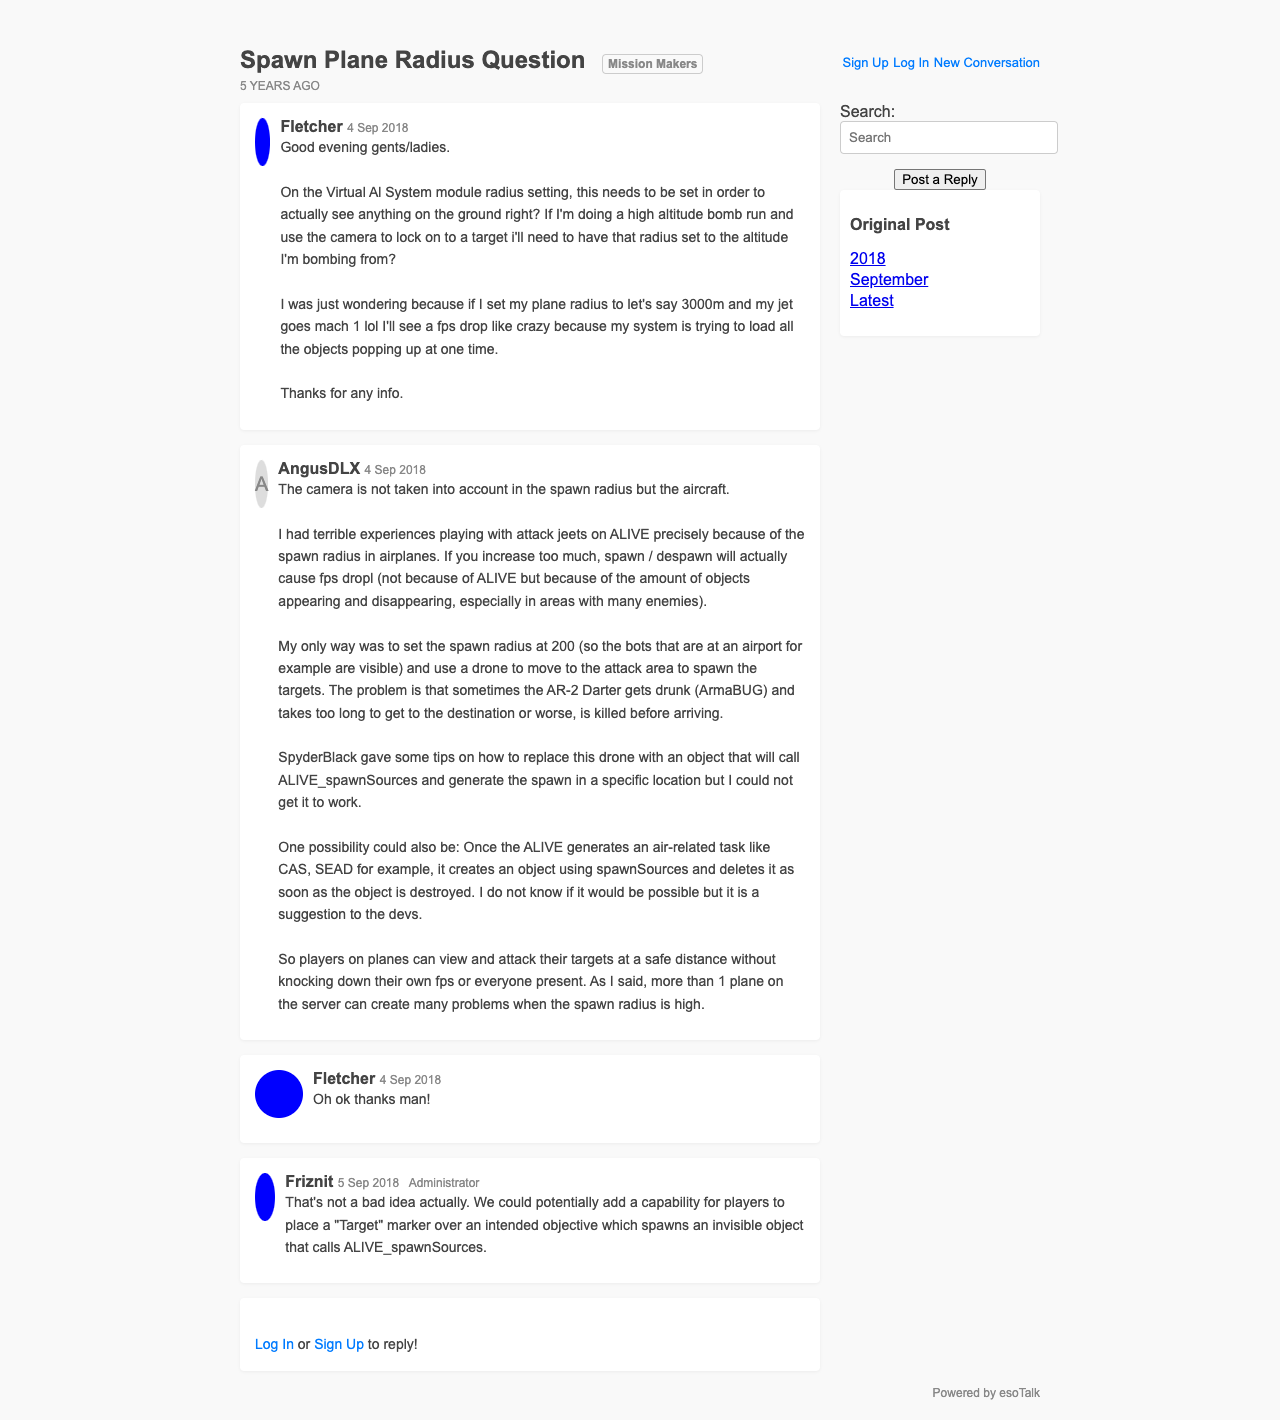 Spawn Plane Radius Question Mission Makers
5 YEARS AGO
Sign Up Log In New Conversation
Fletcher 4 Sep 2018
Good evening gents/ladies.
On the Virtual AI System module radius setting, this needs to be set in order to
actually see anything on the ground right? If I'm doing a high altitude bomb run and
use the camera to lock on to a target i'll need to have that radius set to the altitude
I'm bombing from?
I was just wondering because if I set my plane radius to let's say 3000m and my jet
goes mach 1 lol I'll see a fps drop like crazy because my system is trying to load all
the objects popping up at one time.
Thanks for any info.
Search:
Search
Post a Reply
Original Post
2018
September
Latest
A
AngusDLX 4 Sep 2018
The camera is not taken into account in the spawn radius but the aircraft.
I had terrible experiences playing with attack jeets on ALIVE precisely because of the
spawn radius in airplanes. If you increase too much, spawn / despawn will actually
cause fps dropl (not because of ALIVE but because of the amount of objects
appearing and disappearing, especially in areas with many enemies).
My only way was to set the spawn radius at 200 (so the bots that are at an airport for
example are visible) and use a drone to move to the attack area to spawn the
targets. The problem is that sometimes the AR-2 Darter gets drunk (ArmaBUG) and
takes too long to get to the destination or worse, is killed before arriving.
SpyderBlack gave some tips on how to replace this drone with an object that will call
ALIVE_spawnSources and generate the spawn in a specific location but I could not
get it to work.
One possibility could also be: Once the ALIVE generates an air-related task like
CAS, SEAD for example, it creates an object using spawnSources and deletes it as
soon as the object is destroyed. I do not know if it would be possible but it is a
suggestion to the devs.
So players on planes can view and attack their targets at a safe distance without
knocking down their own fps or everyone present. As I said, more than 1 plane on
the server can create many problems when the spawn radius is high.
Fletcher 4 Sep 2018
Oh ok thanks man!
Friznit 5 Sep 2018 Administrator
That's not a bad idea actually. We could potentially add a capability for players to
place a "Target" marker over an intended objective which spawns an invisible object
that calls ALIVE_spawnSources.
Log In or Sign Up to reply!
Powered by esoTalk